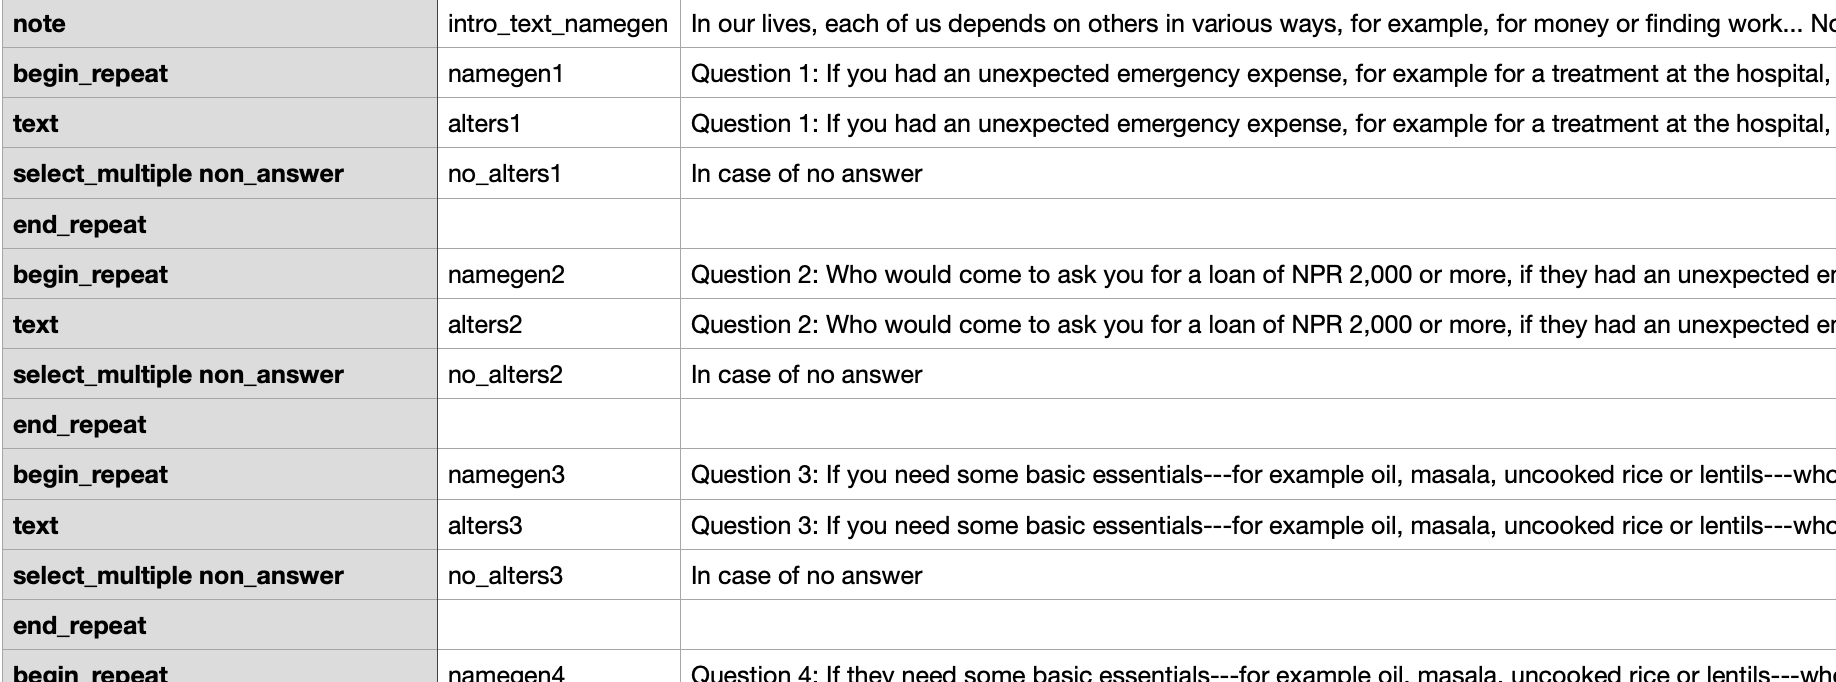 note intro_text_namegen In our lives, each of us depends on others in various ways, for example, for money or finding work... No
begin_repeat namegen1 Question 1: If you had an unexpected emergency expense, for example for a treatment at the hospital,
text alters1 Question 1: If you had an unexpected emergency expense, for example for a treatment at the hospital,
select_multiple non_answer no_alters1 In case of no answer
end_repeat
begin_repeat namegen2 Question 2: Who would come to ask you for a loan of NPR 2,000 or more, if they had an unexpected
text alters2 Question 2: Who would come to ask you for a loan of NPR 2,000 or more, if they had an unexpected
select_multiple non_answer no_alters2 In case of no answer
end_repeat
begin_repeat namegen3 Question 3: If you need some basic essentials---for example oil, masala, uncooked rice or lentils---who
text alters3 Question 3: If you need some basic essentials---for example oil, masala, uncooked rice or lentils---who
select_multiple non_answer no_alters3 In case of no answer
end_repeat
begin_repeat namegen4 Question 4: If they need some basic essentials---for example oil, masala, uncooked rice or lentils---wh